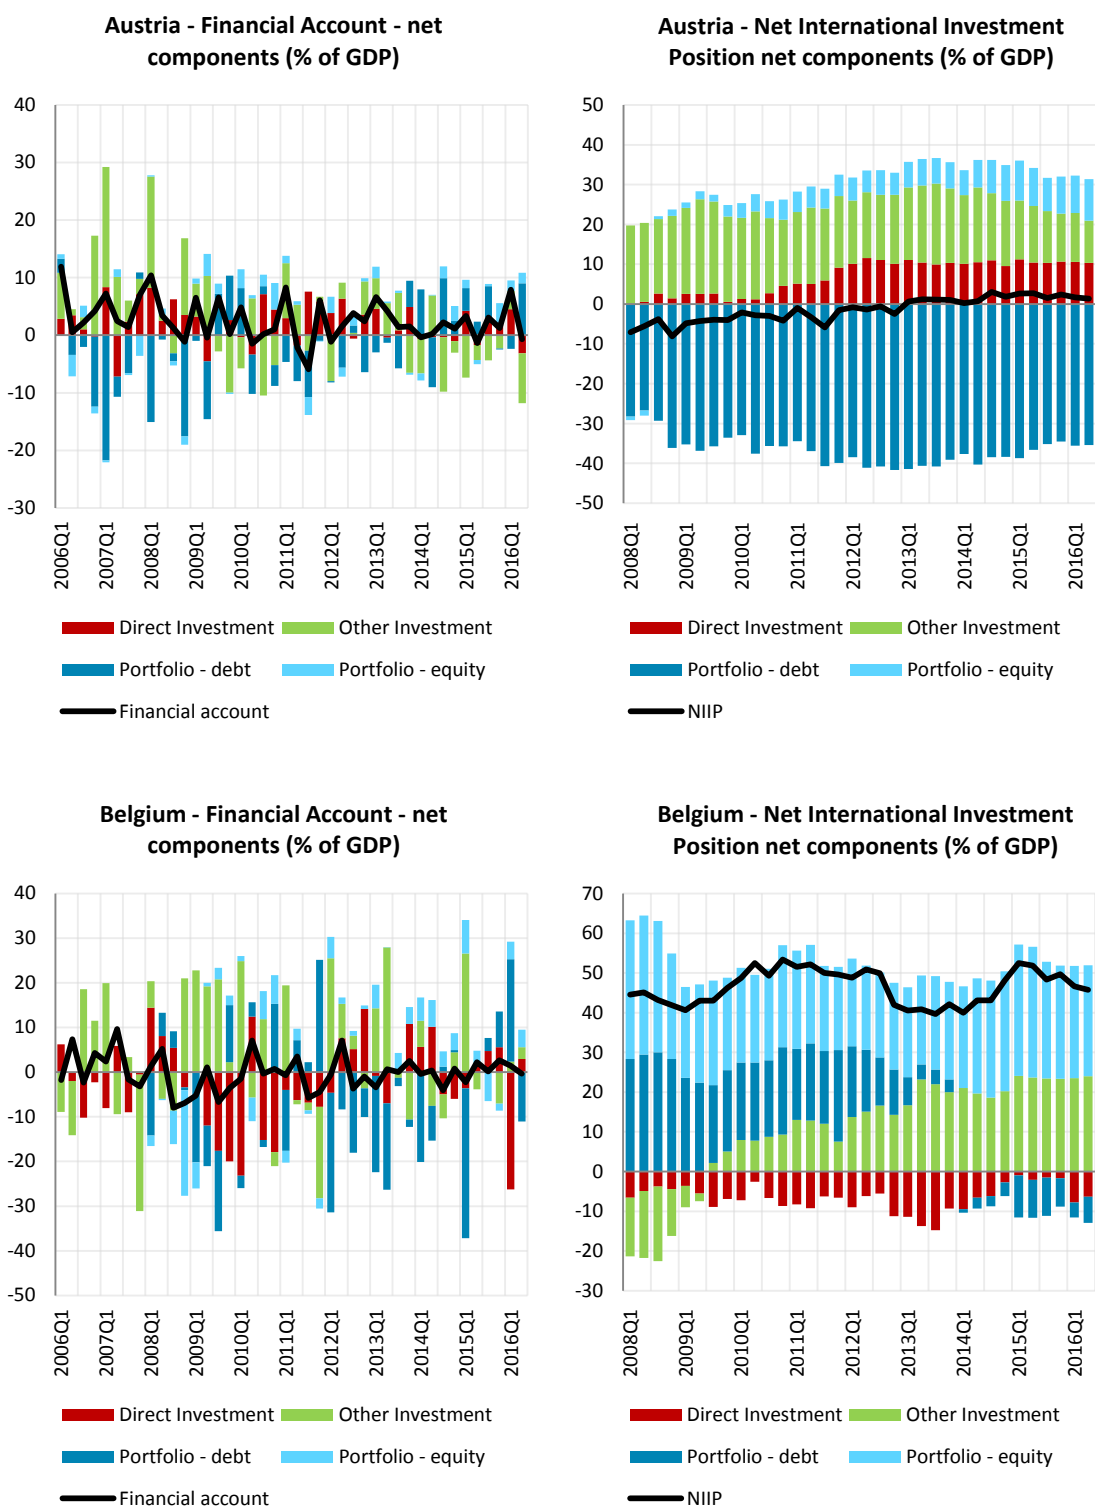 Austria - Financial Account - net
components (% of GDP)
40
30
20
10
0
-10
-20
-30
2006Q1
2007Q1
2008Q1
2009Q1
2010Q1
2011Q1
2012Q1
2013Q1
2014Q1
2015Q1
2016Q1
Direct Investment
Other Investment
Portfolio - debt
Portfolio - equity
Financial account
Austria - Net International Investment
Position net components (% of GDP)
50
40
30
20
10
0
-10
-20
-30
-40
-50
2008Q1
2009Q1
2010Q1
2011Q1
2012Q1
2013Q1
2014Q1
2015Q1
2016Q1
Direct Investment
Other Investment
Portfolio - debt
Portfolio - equity
NIIP
Belgium - Financial Account - net
components (% of GDP)
40
30
20
10
0
-10
-20
-30
-40
-50
2006Q1
2007Q1
2008Q1
2009Q1
2010Q1
2011Q1
2012Q1
2013Q1
2014Q1
2015Q1
2016Q1
Direct Investment
Other Investment
Portfolio - debt
Portfolio - equity
Financial account
Belgium - Net International Investment
Position net components (% of GDP)
70
60
50
40
30
20
10
0
-10
-20
-30
2008Q1
2009Q1
2010Q1
2011Q1
2012Q1
2013Q1
2014Q1
2015Q1
2016Q1
Direct Investment
Other Investment
Portfolio - debt
Portfolio - equity
NIIP